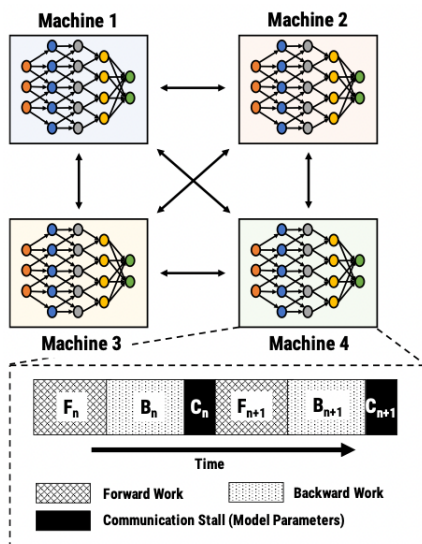 Machine 1
Machine 2
Machine 3
Machine 4
Fn Bn Cn Fn+1 Bn+1 Cn+1
Time
Forward Work
Backward Work
Communication Stall (Model Parameters)